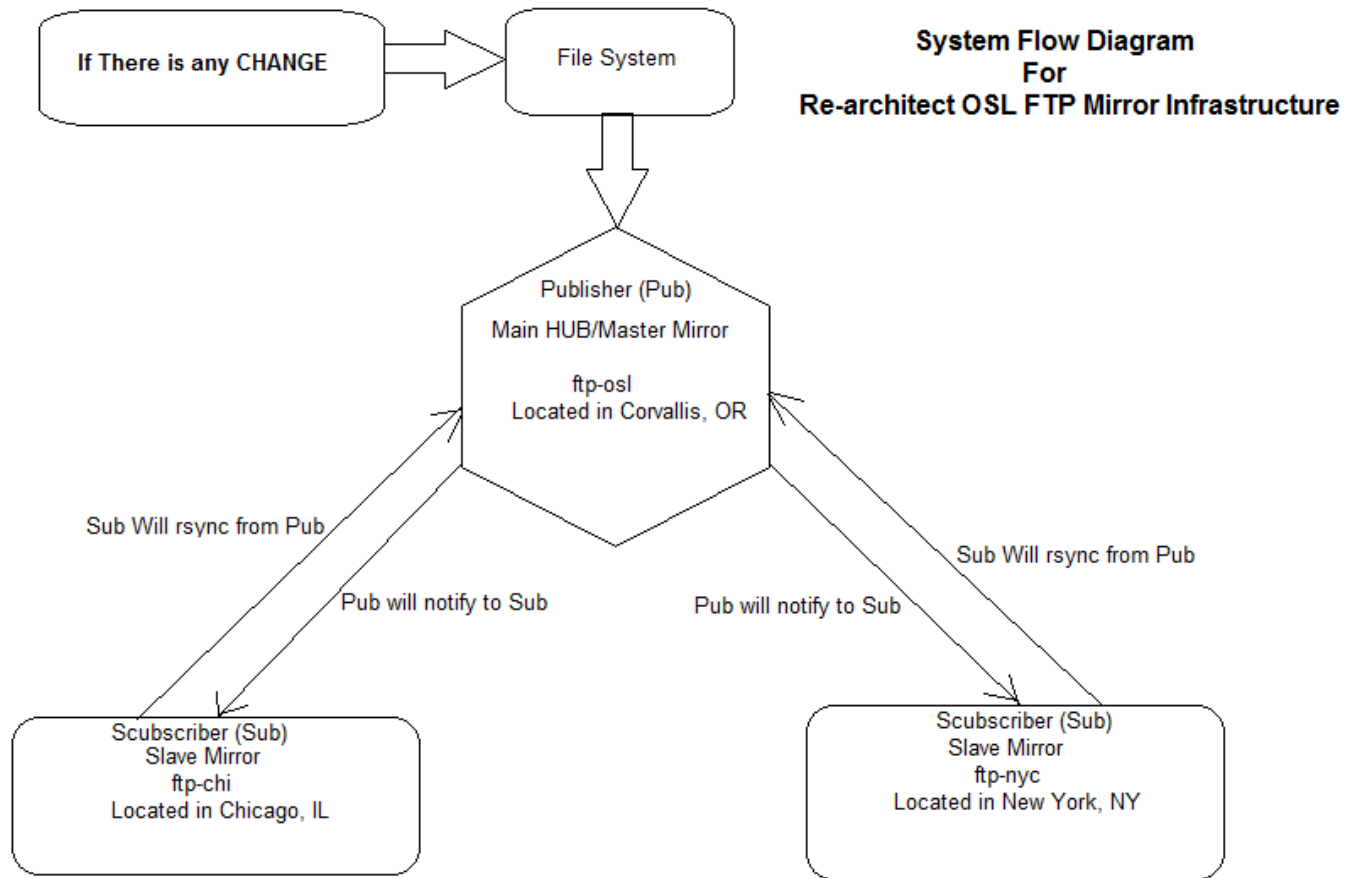 If There is any CHANGE
File System
System Flow Diagram
For
Re-architect OSL FTP Mirror Infrastructure
Publisher (Pub)
Main HUB/Master Mirror
ftp-osl
Located in Corvallis, OR
Sub Will rsync from Pub
Pub will notify to Sub
Sub Will rsync from Pub
Pub will notify to Sub
Scubscriber (Sub)
Slave Mirror
ftp-chi
Located in Chicago, IL
Scubscriber (Sub)
Slave Mirror
ftp-nyc
Located in New York, NY